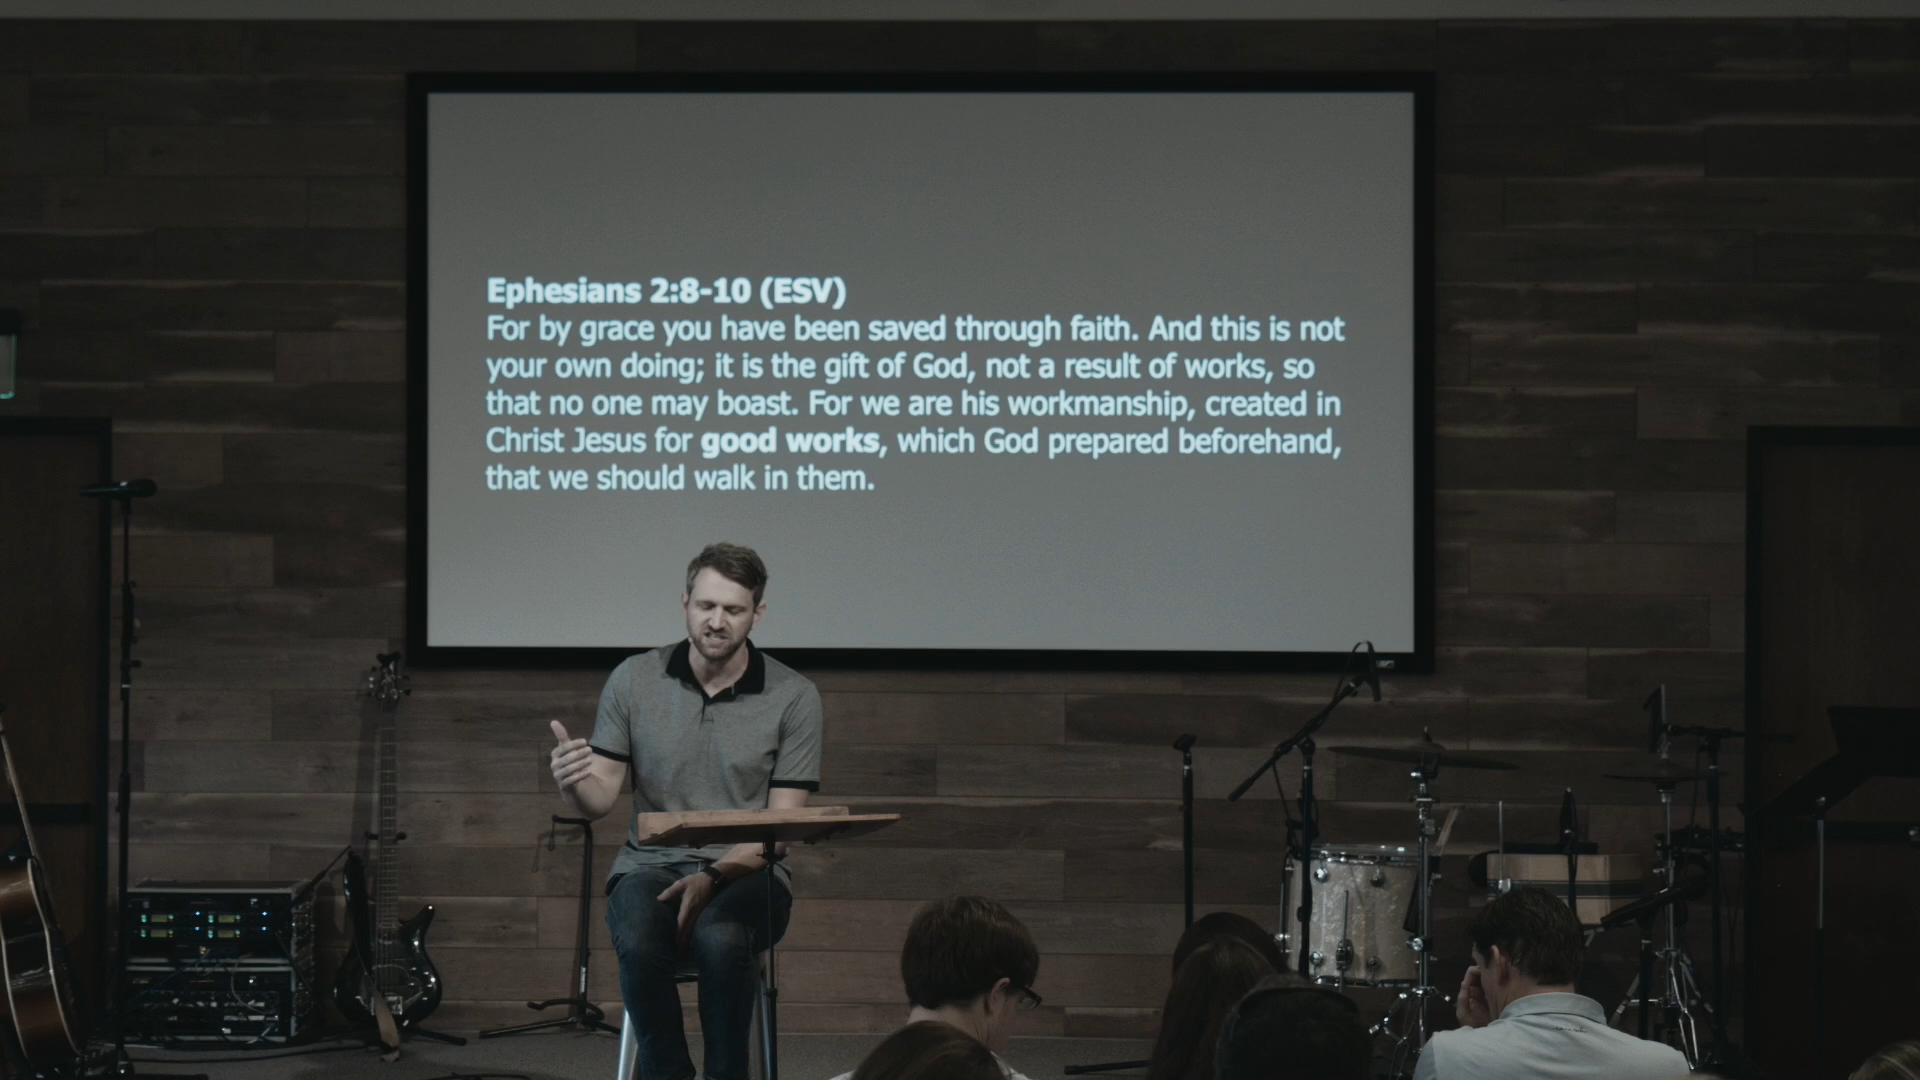 Ephesians 2:8-10 (ESV)
For by grace you have been saved through faith. And this is not
your own doing; it is the gift of God, not a result of works, so
that no one may boast. For we are his workmanship, created in
Christ Jesus for good works, which God prepared beforehand,
that we should walk in them.